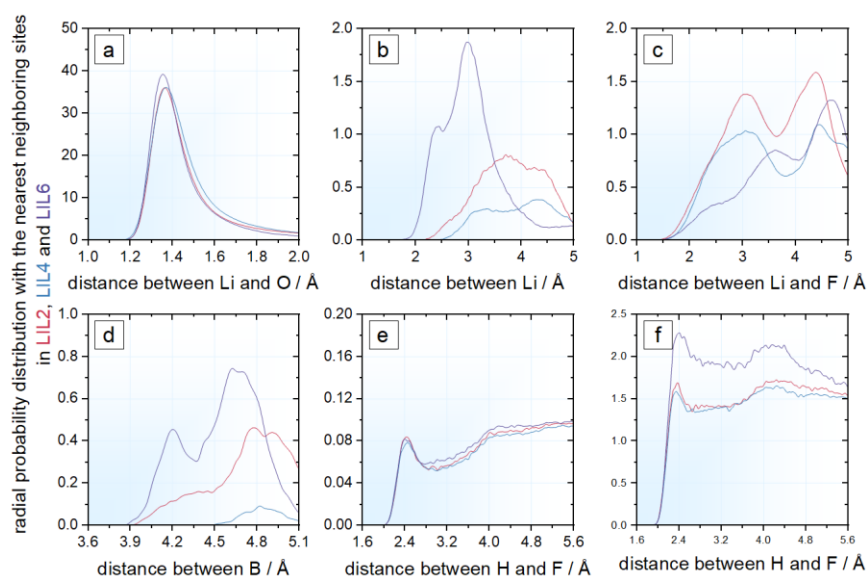 radial probability distribution with the nearest neighboring sites
in LIL2, LIL4 and LIL6
a
50
40
30
20
10
0
1.0 1.2 1.4 1.6 1.8 2.0
distance between Li and O / Å
b
2.0
1.5
1.0
0.5
0.0
1 2 3 4 5
distance between Li / Å
c
2.0
1.5
1.0
0.5
0.0
1 2 3 4 5
distance between Li and F / Å
d
1.0
0.8
0.6
0.4
0.2
0.0
3.6 3.9 4.2 4.5 4.8 5.1
distance between B / Å
e
0.20
0.16
0.12
0.08
0.04
0.00
1.6 2.4 3.2 4.0 4.8 5.6
distance between H and F / Å
f
2.5
2.0
1.5
1.0
0.5
0.0
1.6 2.4 3.2 4.0 4.8 5.6
distance between H and F / Å